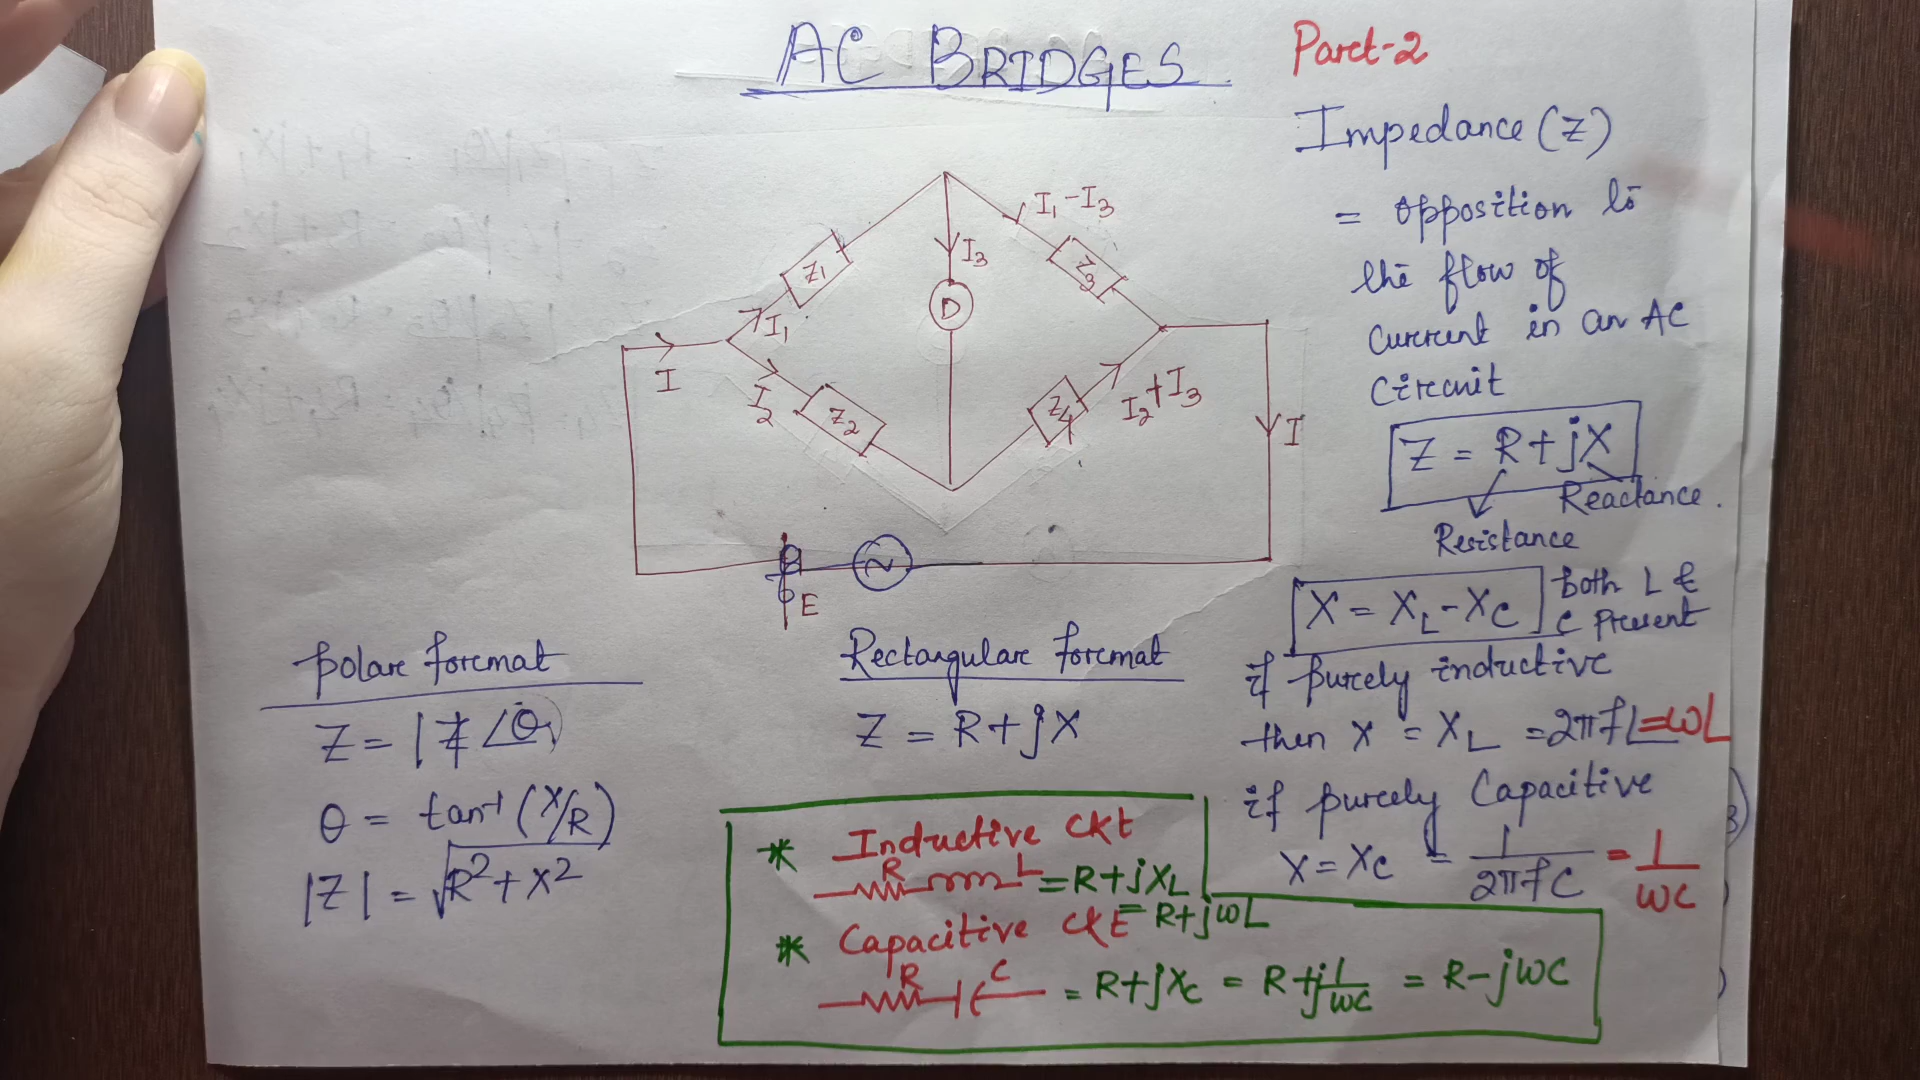 AC BRIDGES
Part-2
Impedance (Z)
= opposition to
the flow of
Current in an AC
Circuit
Z = R + jX
Reactance.
Resistance
X = XL - XC
both L &
C Present
if purely inductive
then X = XL = 2πfL = ωL
if purely Capacitive
X = XC = 1/2πfC = 1/ωC
I1 - I3
Z1
Z3
I3
D
I1
I
I2
Z2
Z4
I2 + I3
I
~
E
Polar format
Z = |Z ∠θ
θ = tan-1 (X/R)
|Z| = √R2 + X2
Rectangular format
Z = R + jX
* Inductive Ckt
R L = R + jXL
= R + jωL
* Capacitive Ckt
R C = R + jXC = R + j 1/ωC = R - jωC